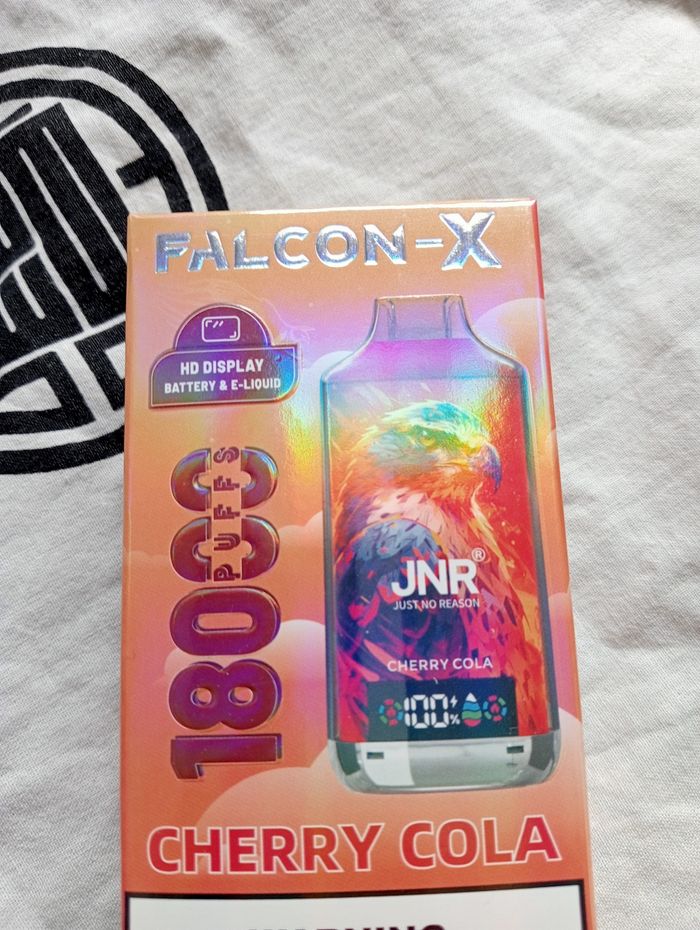 FALCON-X
HD DISPLAY
BATTERY & E-LIQUID
18000
PUFFS
JNR®
JUST NO REASON
CHERRY COLA
100%
CHERRY COLA